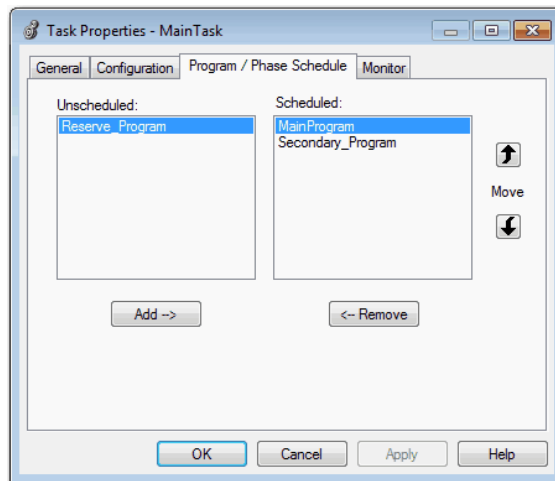 Task Properties - MainTask
General Configuration Program / Phase Schedule Monitor
Unscheduled: Scheduled:
Reserve_Program MainProgram
Secondary_Program
Move
Add --> <-- Remove
OK Cancel Apply Help